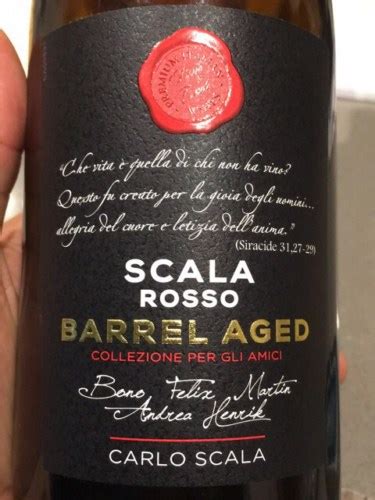 PREMIUM
"Che vita è quella di chi non ha vino?
Questo fu creato per la gioia degli uomini...
allegria del cuore e letizia dell'anima."
(Siracide 31,27-29)
SCALA
ROSSO
BARREL AGED
COLLEZIONE PER GLI AMICI
Bono Felix Martin
Andrea Henrik
CARLO SCALA